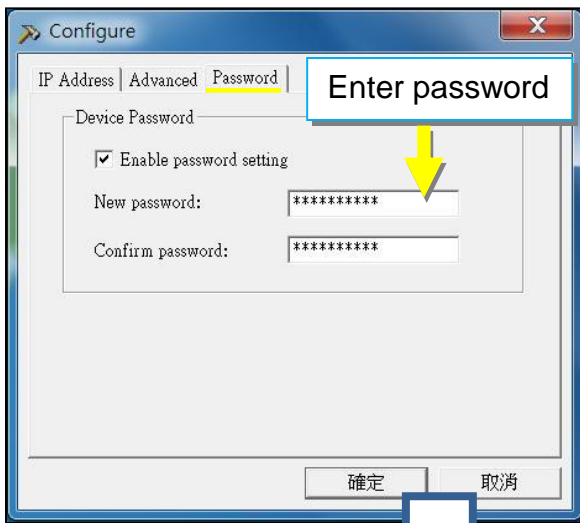 Configure
IP Address Advanced Password
Enter password
Device Password
Enable password setting
New password: **********
Confirm password: **********
確定 取消